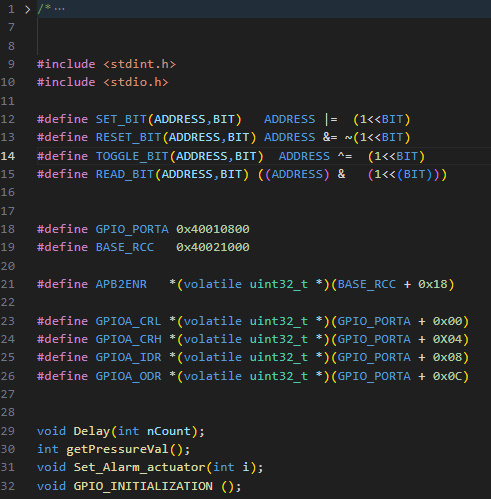 1 > /* ...
7
8
9 #include <stdint.h>
10 #include <stdio.h>
11
12 #define SET_BIT(ADDRESS,BIT)   ADDRESS |=  (1<<BIT)
13 #define RESET_BIT(ADDRESS,BIT) ADDRESS &= ~(1<<BIT)
14 #define TOGGLE_BIT(ADDRESS,BIT)  ADDRESS ^=  (1<<BIT)
15 #define READ_BIT(ADDRESS,BIT) ((ADDRESS) &   (1<<(BIT)))
16
17
18 #define GPIO_PORTA 0x40010800
19 #define BASE_RCC   0x40021000
20
21 #define APB2ENR   *(volatile uint32_t *)(BASE_RCC + 0x18)
22
23 #define GPIOA_CRL *(volatile uint32_t *)(GPIO_PORTA + 0x00)
24 #define GPIOA_CRH *(volatile uint32_t *)(GPIO_PORTA + 0X04)
25 #define GPIOA_IDR *(volatile uint32_t *)(GPIO_PORTA + 0x08)
26 #define GPIOA_ODR *(volatile uint32_t *)(GPIO_PORTA + 0x0C)
27
28
29 void Delay(int nCount);
30 int getPressureVal();
31 void Set_Alarm_actuator(int i);
32 void GPIO_INITIALIZATION ();